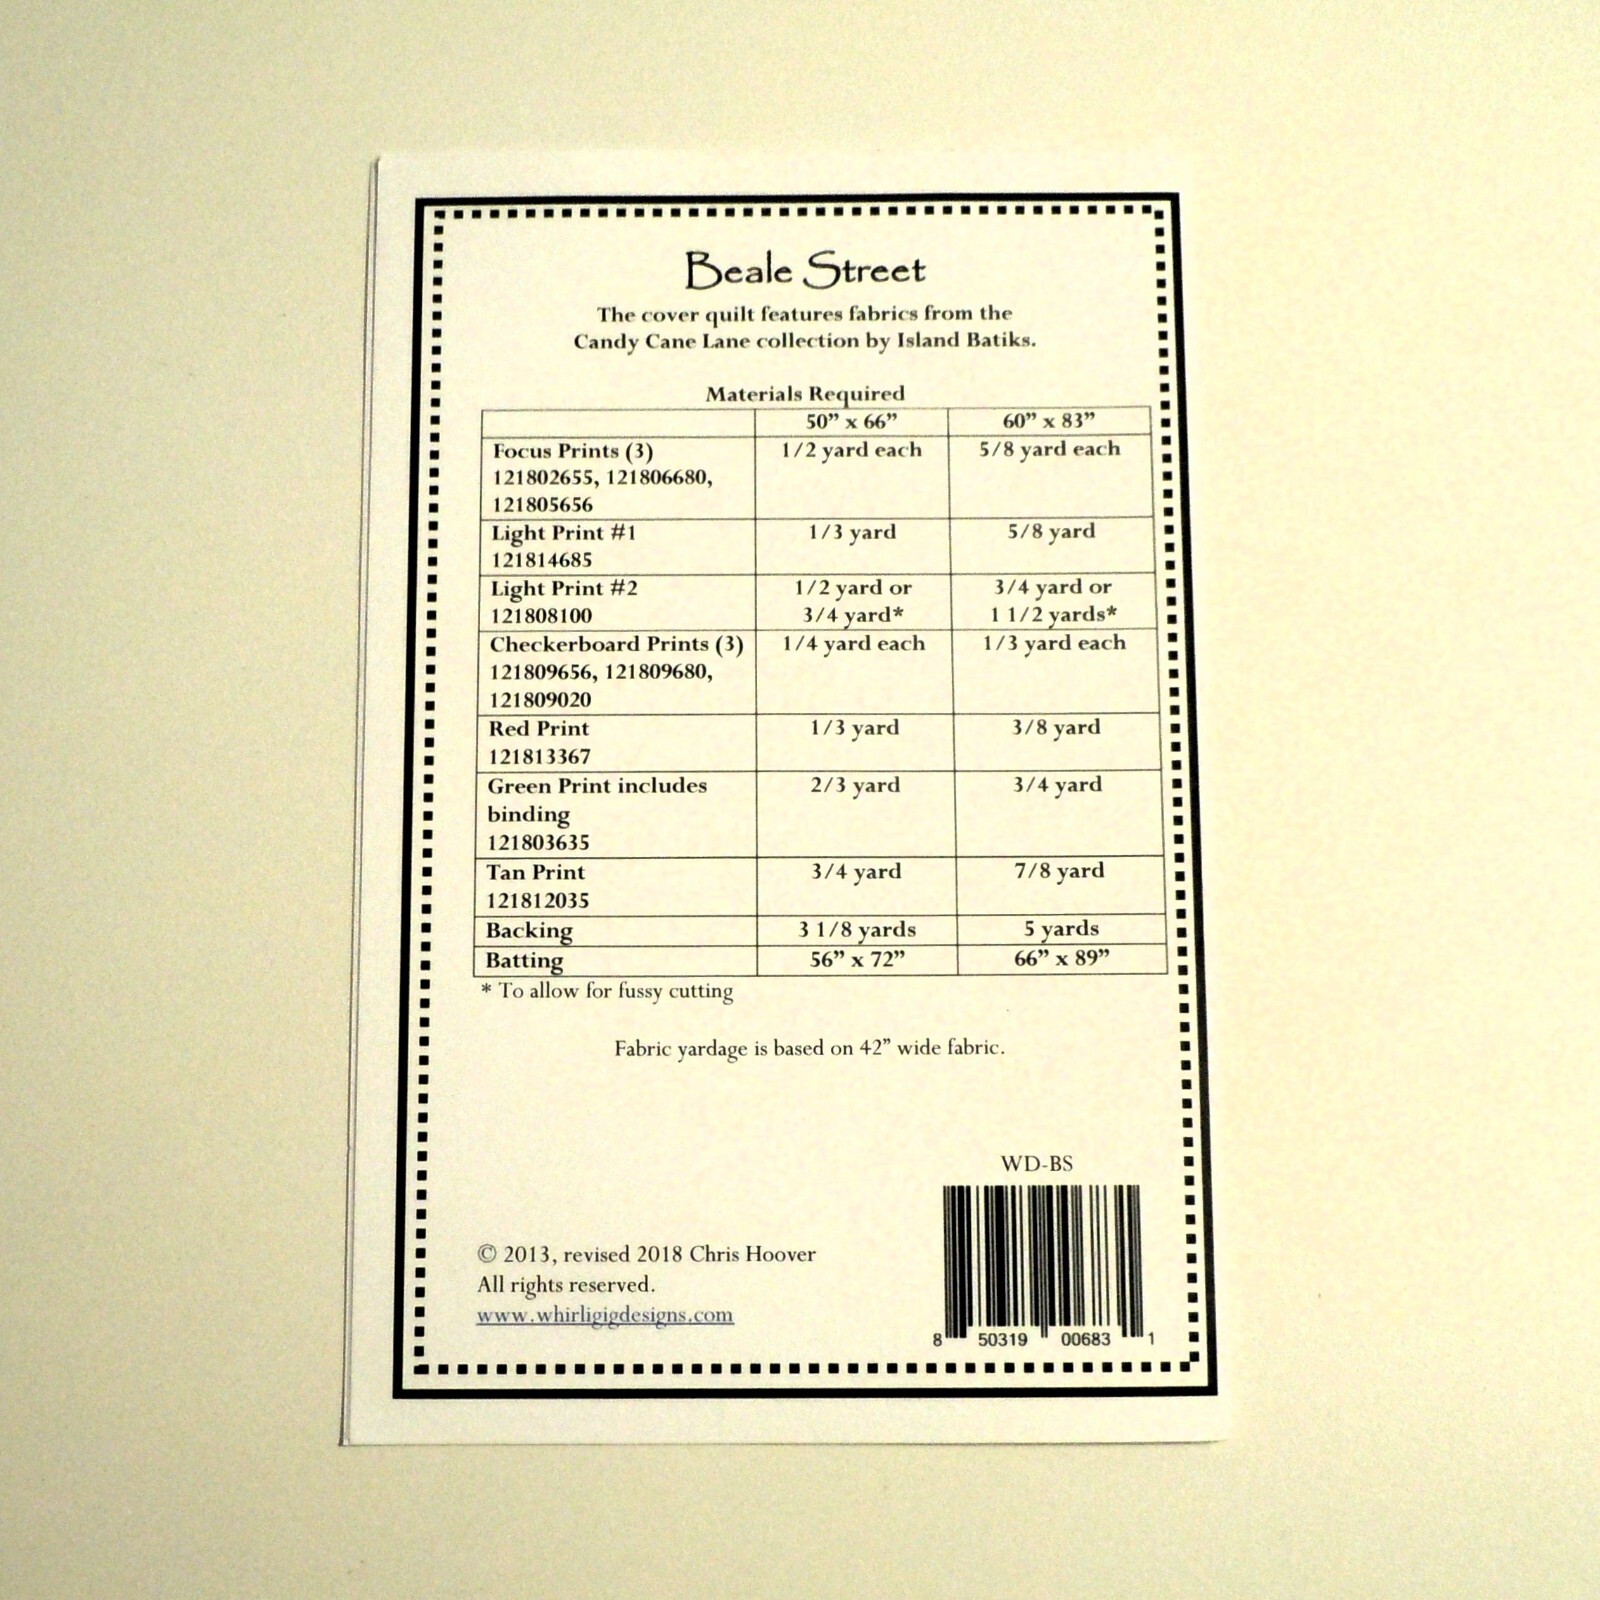 Beale Street
The cover quilt features fabrics from the
Candy Cane Lane collection by Island Batiks.
Materials Required
50” x 66” 60” x 83”
Focus Prints (3) 1/2 yard each 5/8 yard each
121802655, 121806680,
121805656
Light Print #1 1/3 yard 5/8 yard
121814685
Light Print #2 1/2 yard or 3/4 yard or
121808100 3/4 yard* 1 1/2 yards*
Checkerboard Prints (3) 1/4 yard each 1/3 yard each
121809656, 121809680,
121809020
Red Print 1/3 yard 3/8 yard
121813367
Green Print includes 2/3 yard 3/4 yard
binding
121803635
Tan Print 3/4 yard 7/8 yard
121812035
Backing 3 1/8 yards 5 yards
Batting 56” x 72” 66” x 89”
* To allow for fussy cutting
Fabric yardage is based on 42” wide fabric.
WD-BS
© 2013, revised 2018 Chris Hoover
All rights reserved.
www.whirligigdesigns.com
8 50319 00683 1